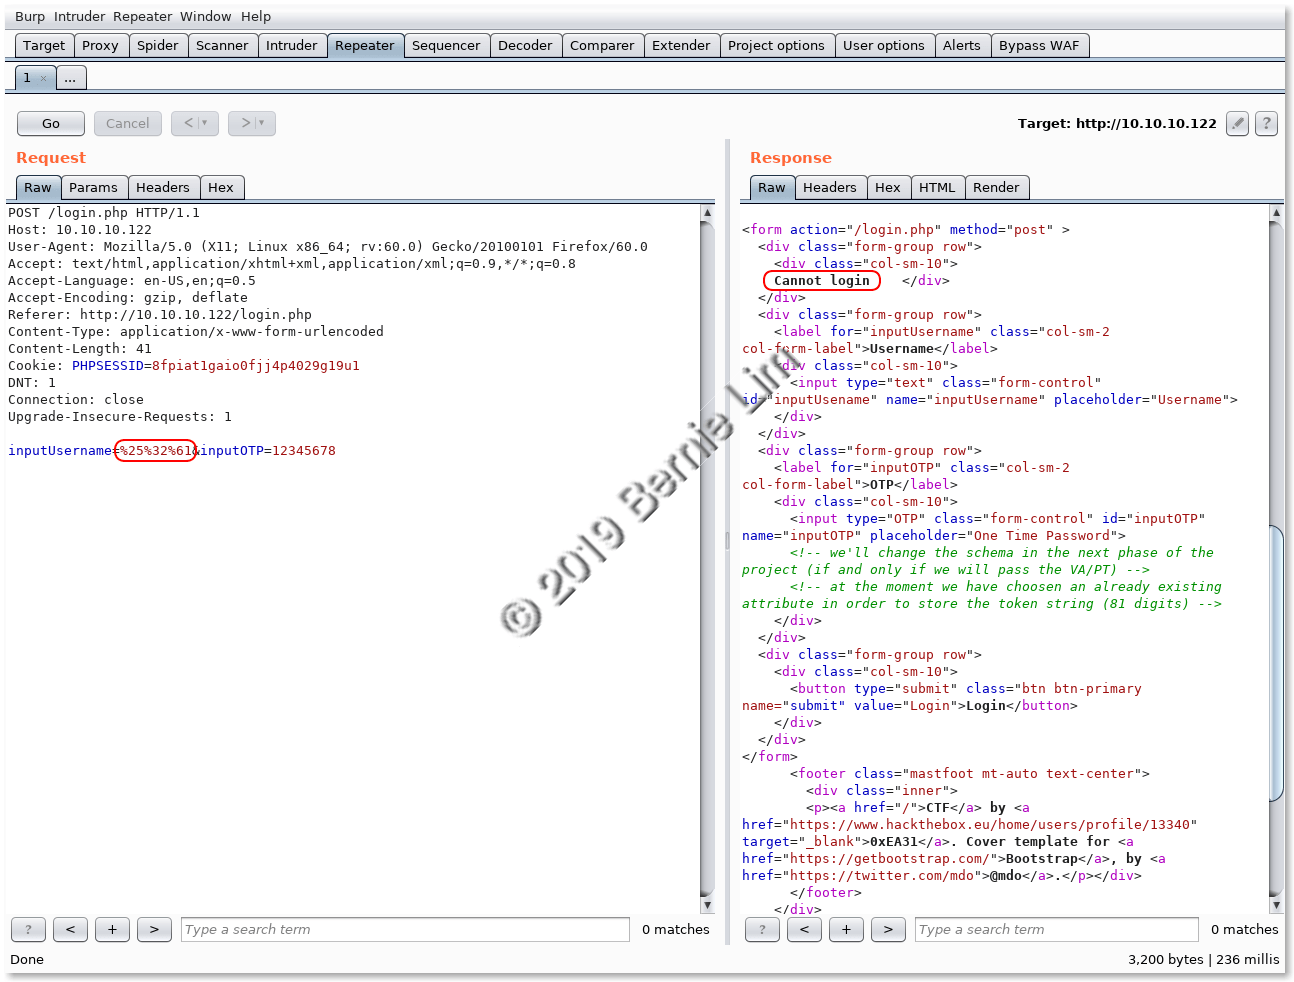 Burp Intruder Repeater Window Help
Target Proxy Spider Scanner Intruder Repeater Sequencer Decoder Comparer Extender Project options User options Alerts Bypass WAF
1 × ...
Go Cancel < > Target: http://10.10.10.122 ?
Request
Raw Params Headers Hex
POST /login.php HTTP/1.1
Host: 10.10.10.122
User-Agent: Mozilla/5.0 (X11; Linux x86_64; rv:60.0) Gecko/20100101 Firefox/60.0
Accept: text/html,application/xhtml+xml,application/xml;q=0.9,*/*;q=0.8
Accept-Language: en-US,en;q=0.5
Accept-Encoding: gzip, deflate
Referer: http://10.10.10.122/login.php
Content-Type: application/x-www-form-urlencoded
Content-Length: 41
Cookie: PHPSESSID=8fpiat1gaio0fjj4p4029g19u1
DNT: 1
Connection: close
Upgrade-Insecure-Requests: 1
inputUsername=%25%32%61&inputOTP=12345678
? < + > Type a search term 0 matches
Response
Raw Headers Hex HTML Render
<form action="/login.php" method="post" >
<div class="form-group row">
<div class="col-sm-10">
Cannot login </div>
</div>
<div class="form-group row">
<label for="inputUsername" class="col-sm-2
col-form-label">Username</label>
<div class="col-sm-10">
<input type="text" class="form-control"
id="inputUsename" name="inputUsername" placeholder="Username">
</div>
</div>
<div class="form-group row">
<label for="inputOTP" class="col-sm-2
col-form-label">OTP</label>
<div class="col-sm-10">
<input type="OTP" class="form-control" id="inputOTP"
name="inputOTP" placeholder="One Time Password">
<!-- we'll change the schema in the next phase of the
project (if and only if we will pass the VA/PT) -->
<!-- at the moment we have choosen an already existing
attribute in order to store the token string (81 digits) -->
</div>
</div>
<div class="form-group row">
<div class="col-sm-10">
<button type="submit" class="btn btn-primary
name="submit" value="Login">Login</button>
</div>
</div>
</form>
<footer class="mastfoot mt-auto text-center">
<div class="inner">
<p><a href="/">CTF</a> by <a
href="https://www.hackthebox.eu/home/users/profile/13340"
target="_blank">0xEA31</a>. Cover template for <a
href="https://getbootstrap.com/">Bootstrap</a>, by <a
href="https://twitter.com/mdo">@mdo</a>.</p></div>
</footer>
</div>
? < + > Type a search term 0 matches
Done 3,200 bytes | 236 millis
© 2019 Bernie Lim